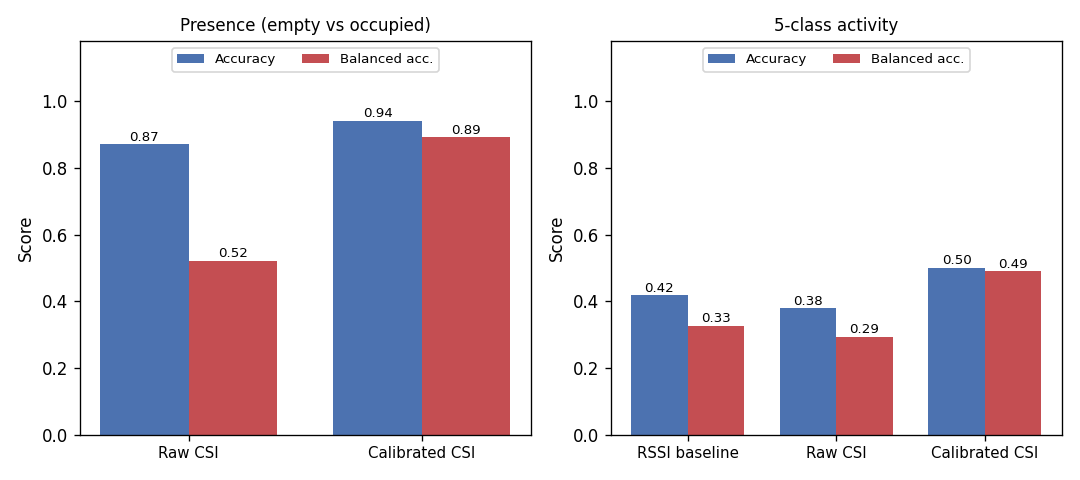 Presence (empty vs occupied)
Accuracy Balanced acc.
Score
1.0
0.8
0.6
0.4
0.2
0.0
0.87
0.52
0.94
0.89
Raw CSI
Calibrated CSI
5-class activity
Accuracy Balanced acc.
Score
1.0
0.8
0.6
0.4
0.2
0.0
0.42
0.33
0.38
0.29
0.50
0.49
RSSI baseline
Raw CSI
Calibrated CSI